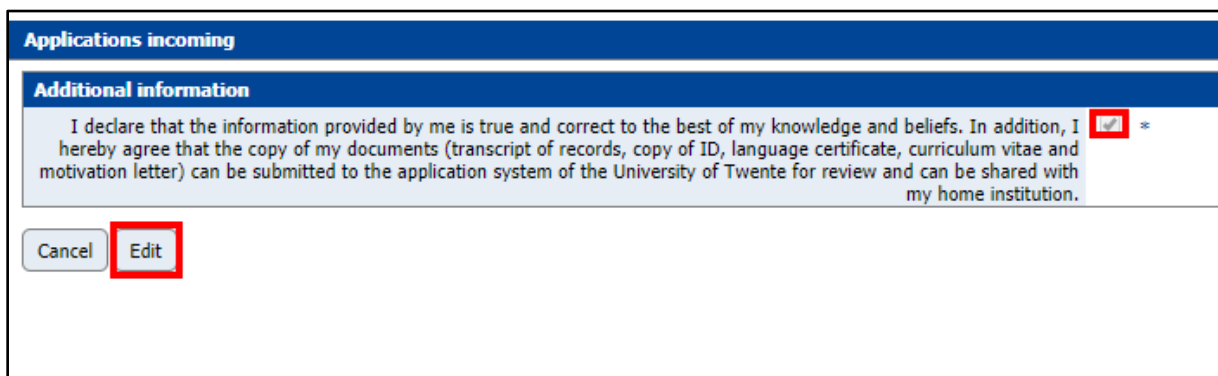 Applications incoming
Additional information
I declare that the information provided by me is true and correct to the best of my knowledge and beliefs. In addition, I *
hereby agree that the copy of my documents (transcript of records, copy of ID, language certificate, curriculum vitae and
motivation letter) can be submitted to the application system of the University of Twente for review and can be shared with
my home institution.
Cancel Edit